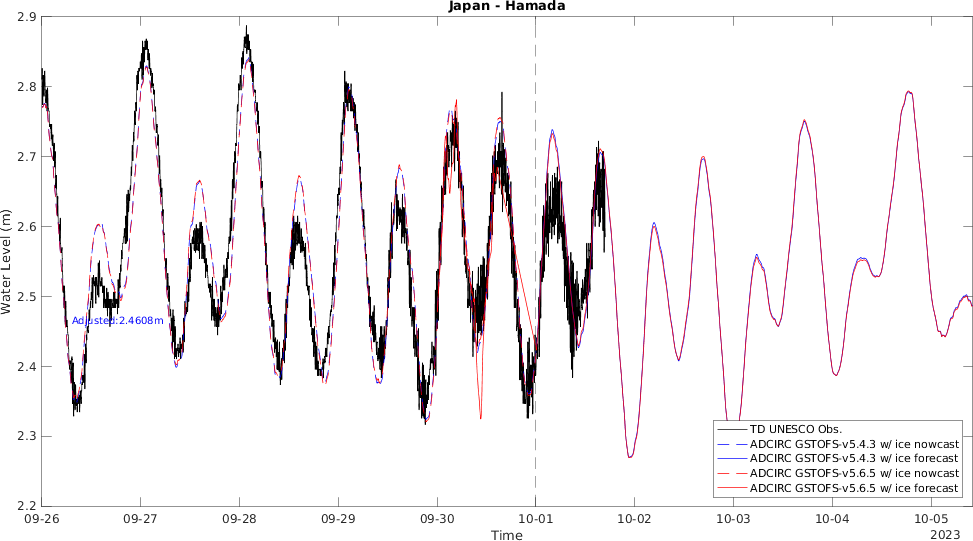 Japan - Hamada
2.9
2.8
2.7
2.6
2.5
2.4
2.3
2.2
Water Level (m)
Adjusted:2.4608m
TD UNESCO Obs.
ADCIRC GSTOFS-v5.4.3 w/ ice nowcast
ADCIRC GSTOFS-v5.4.3 w/ ice forecast
ADCIRC GSTOFS-v5.6.5 w/ ice nowcast
ADCIRC GSTOFS-v5.6.5 w/ ice forecast
09-26 09-27 09-28 09-29 09-30 10-01 10-02 10-03 10-04 10-05
Time
2023